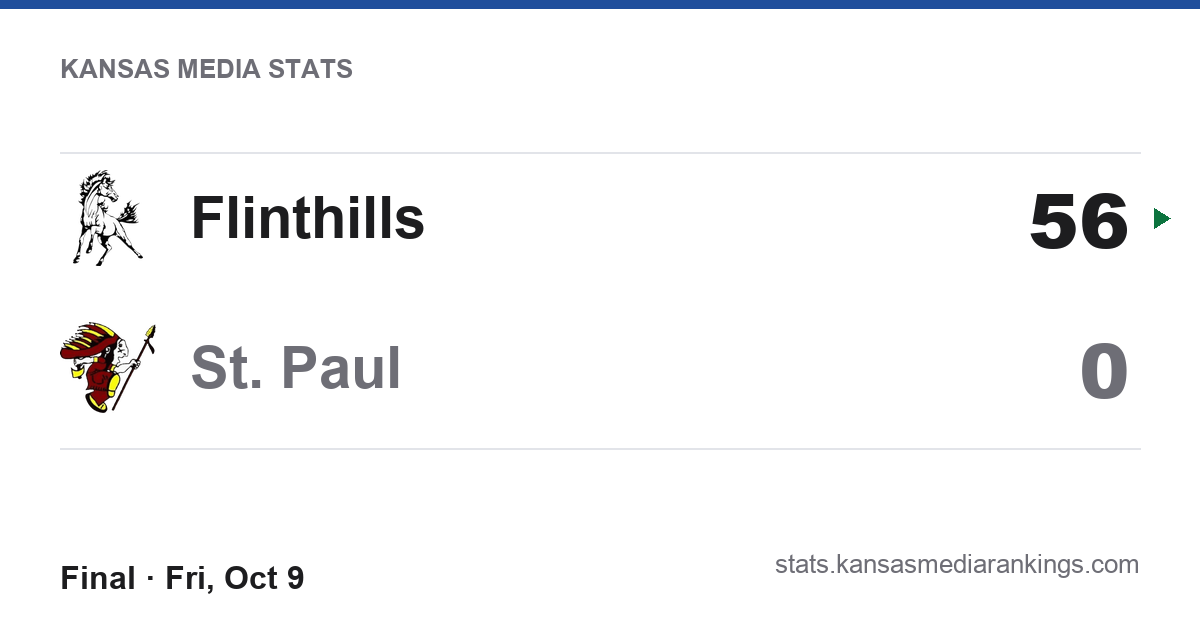 KANSAS MEDIA STATS
Flinthills 56
St. Paul 0
Final · Fri, Oct 9
stats.kansasmediarankings.com